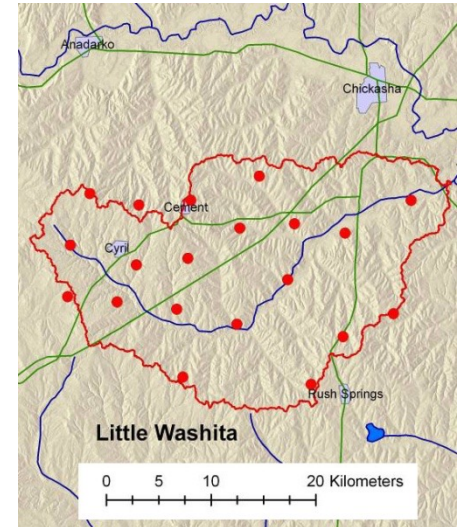 Anadarko
Chickasha
Cement
Cyril
Rush Springs
Little Washita
0 5 10 20 Kilometers